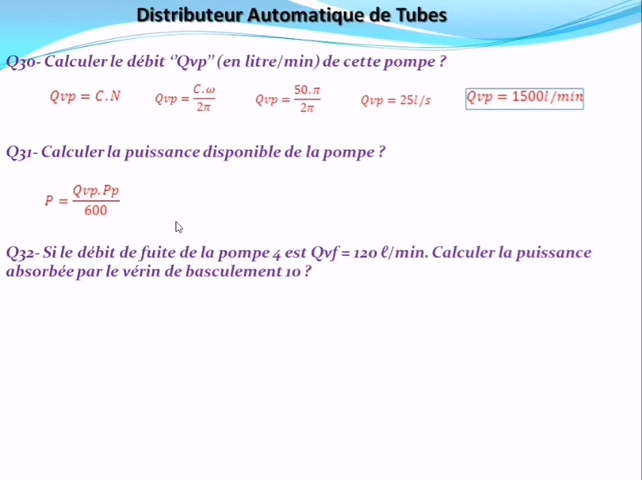 Distributeur Automatique de Tubes
Q30- Calculer le débit ‘’Qvp’’ (en litre/min) de cette pompe ?
Qvp = C.N Qvp = C.ω/2π Qvp = 50.π/2π Qvp = 25l/s Qvp = 1500l/min
Q31- Calculer la puissance disponible de la pompe ?
P = Qvp.Pp/600
Q32- Si le débit de fuite de la pompe 4 est Qvf = 120 ℓ/min. Calculer la puissance
absorbée par le vérin de basculement 10 ?